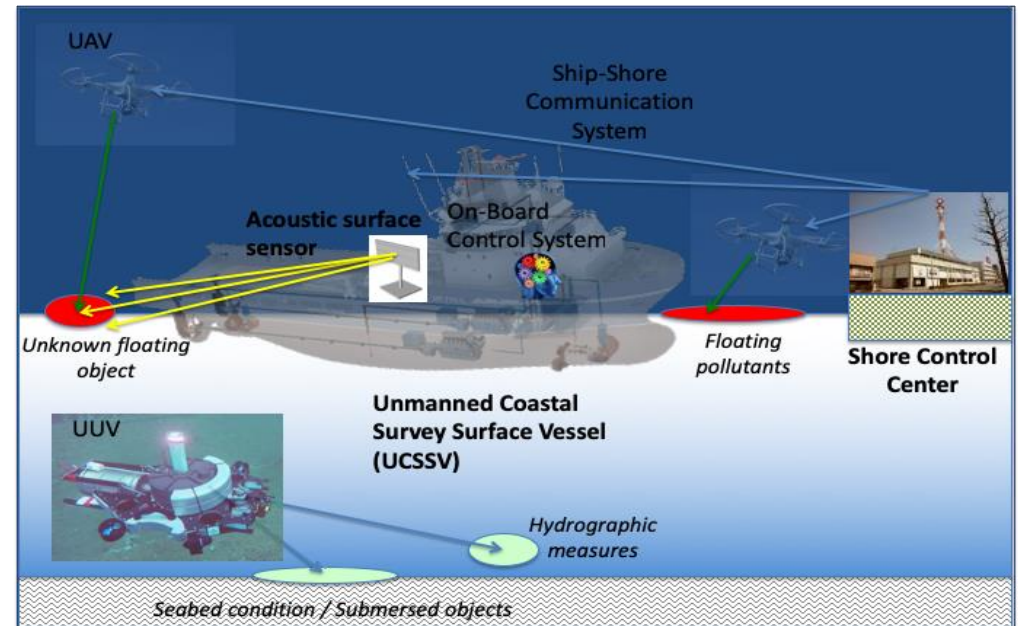 UAV
Ship-Shore
Communication
System
Acoustic surface
sensor
On-Board
Control System
Unknown floating
object
Floating
pollutants
Shore Control
Center
Unmanned Coastal
Survey Surface Vessel
(UCSSV)
UUV
Hydrographic
measures
Seabed condition / Submersed objects